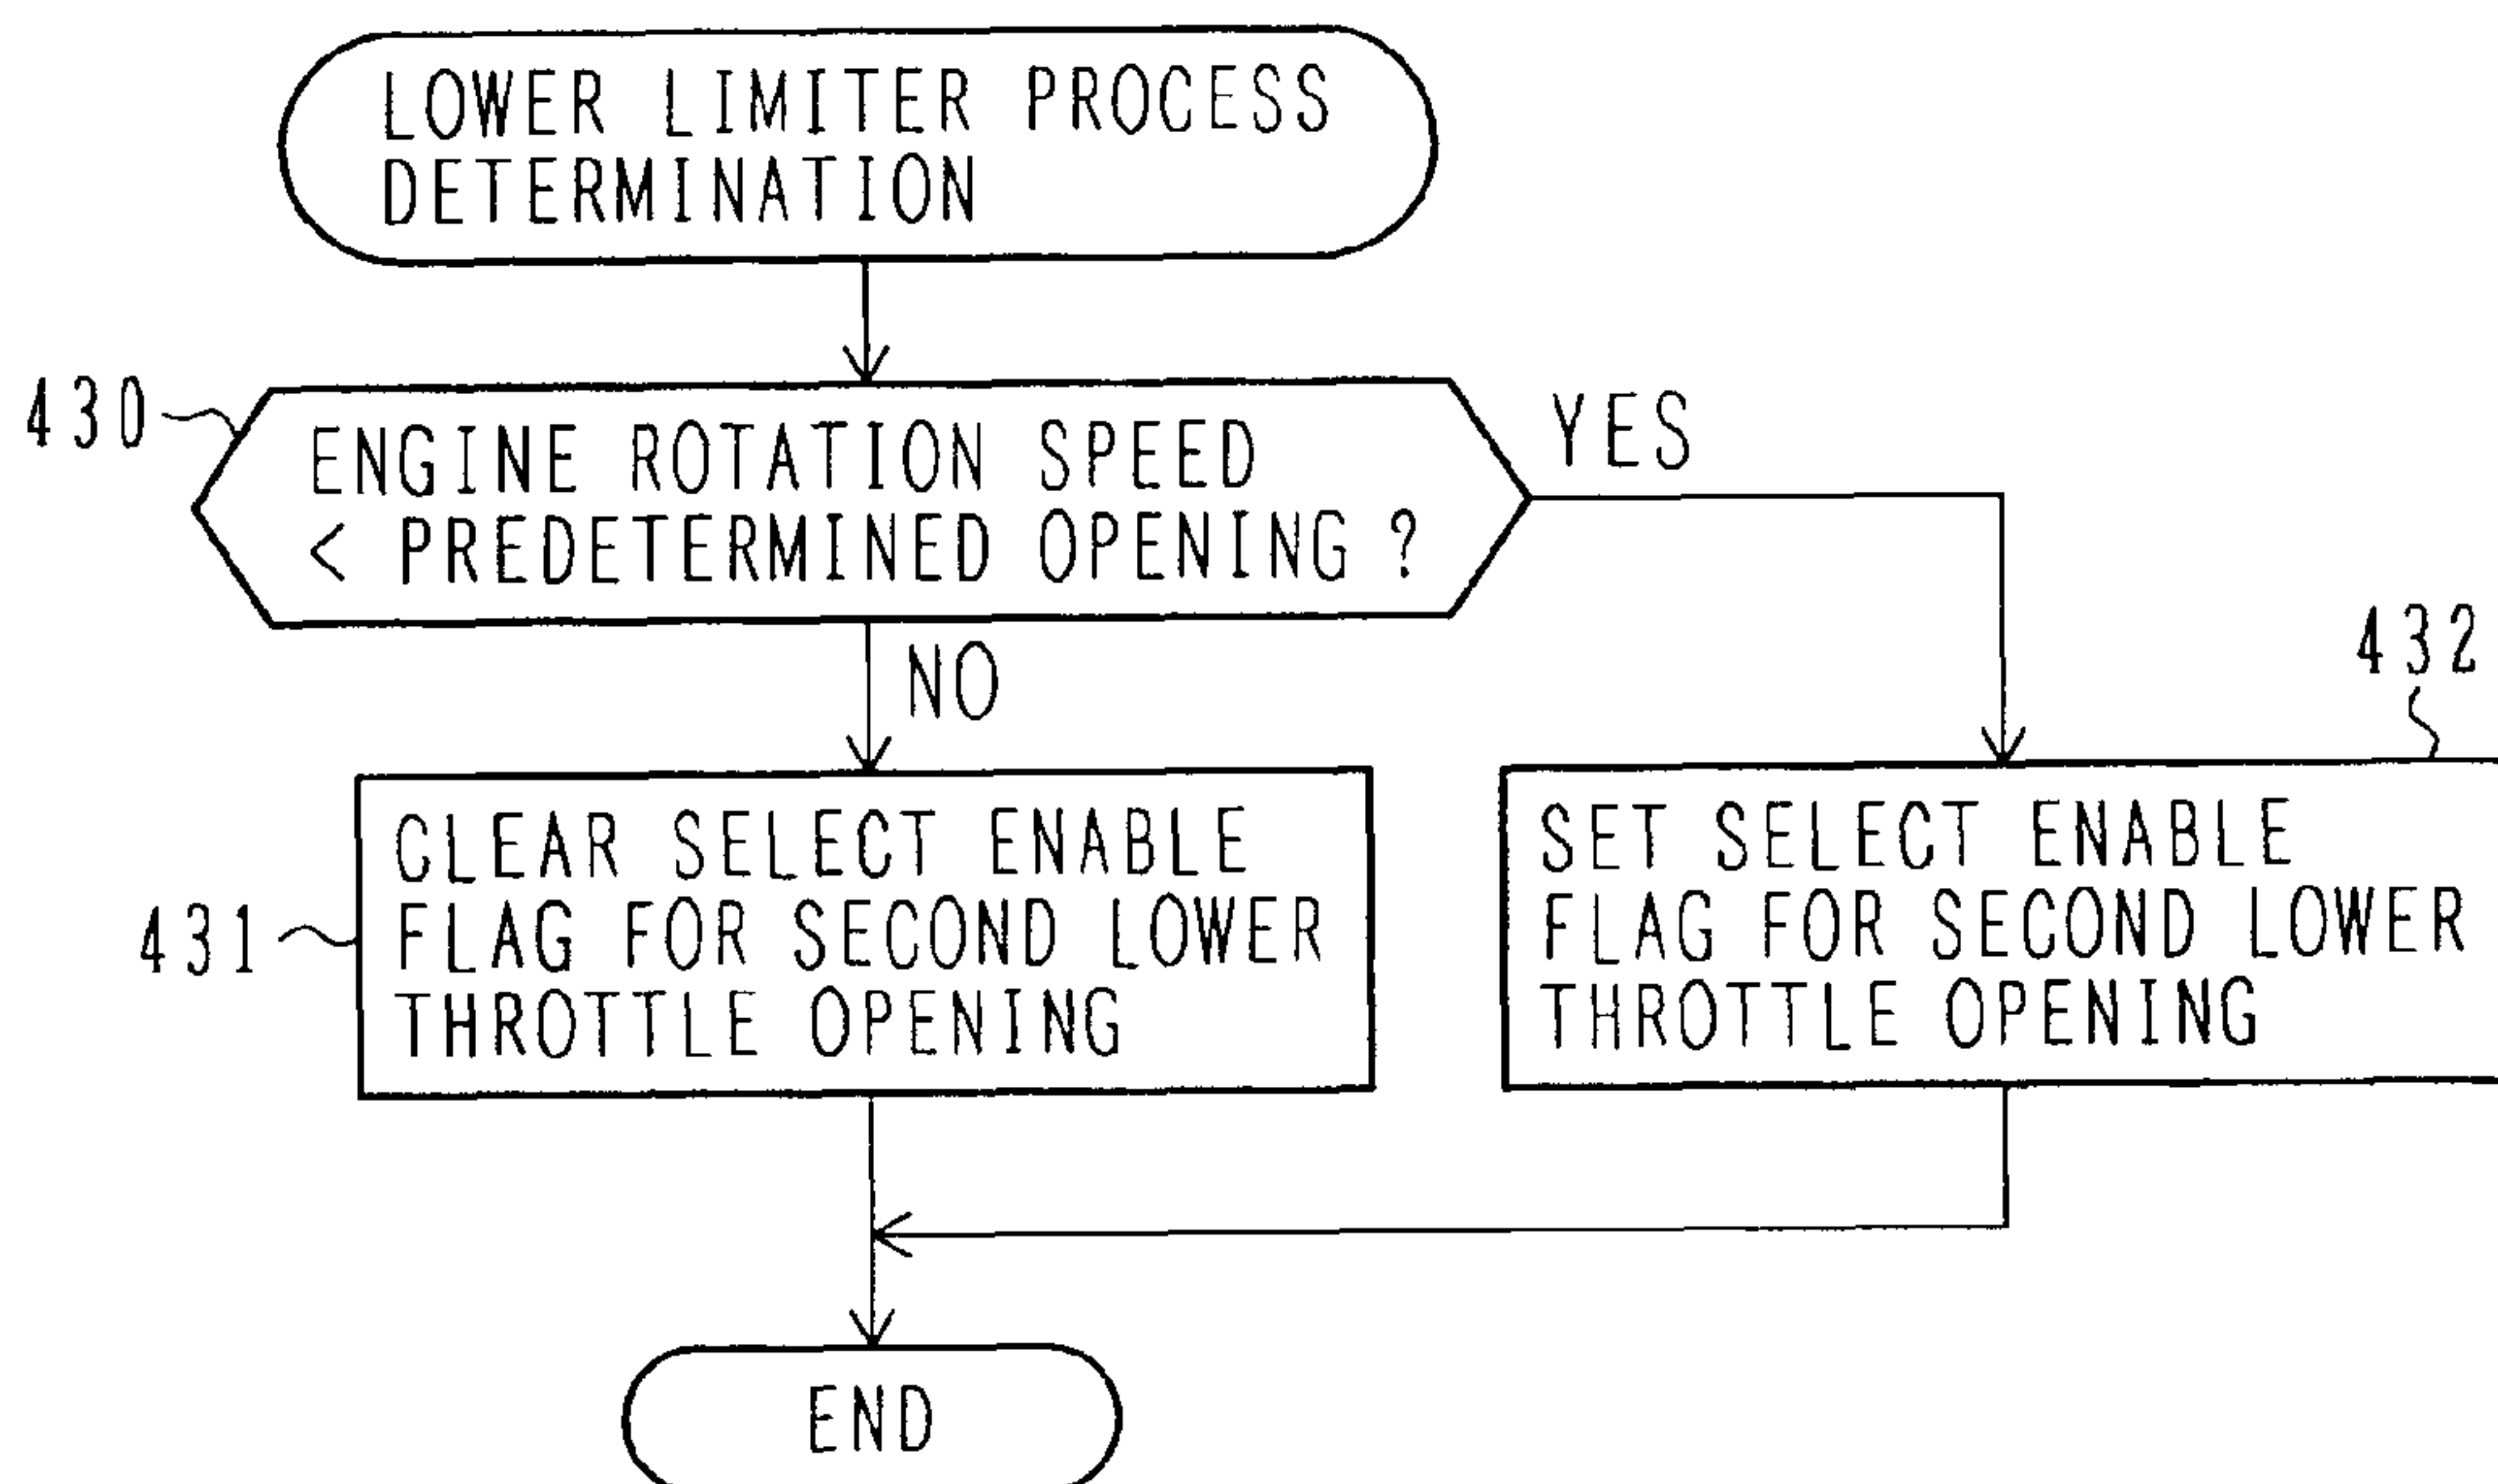 LOWER LIMITER PROCESS
DETERMINATION
430
ENGINE ROTATION SPEED
< PREDETERMINED OPENING ?
YES
NO
432
431
CLEAR SELECT ENABLE
FLAG FOR SECOND LOWER
THROTTLE OPENING
SET SELECT ENABLE
FLAG FOR SECOND LOWER
THROTTLE OPENING
END